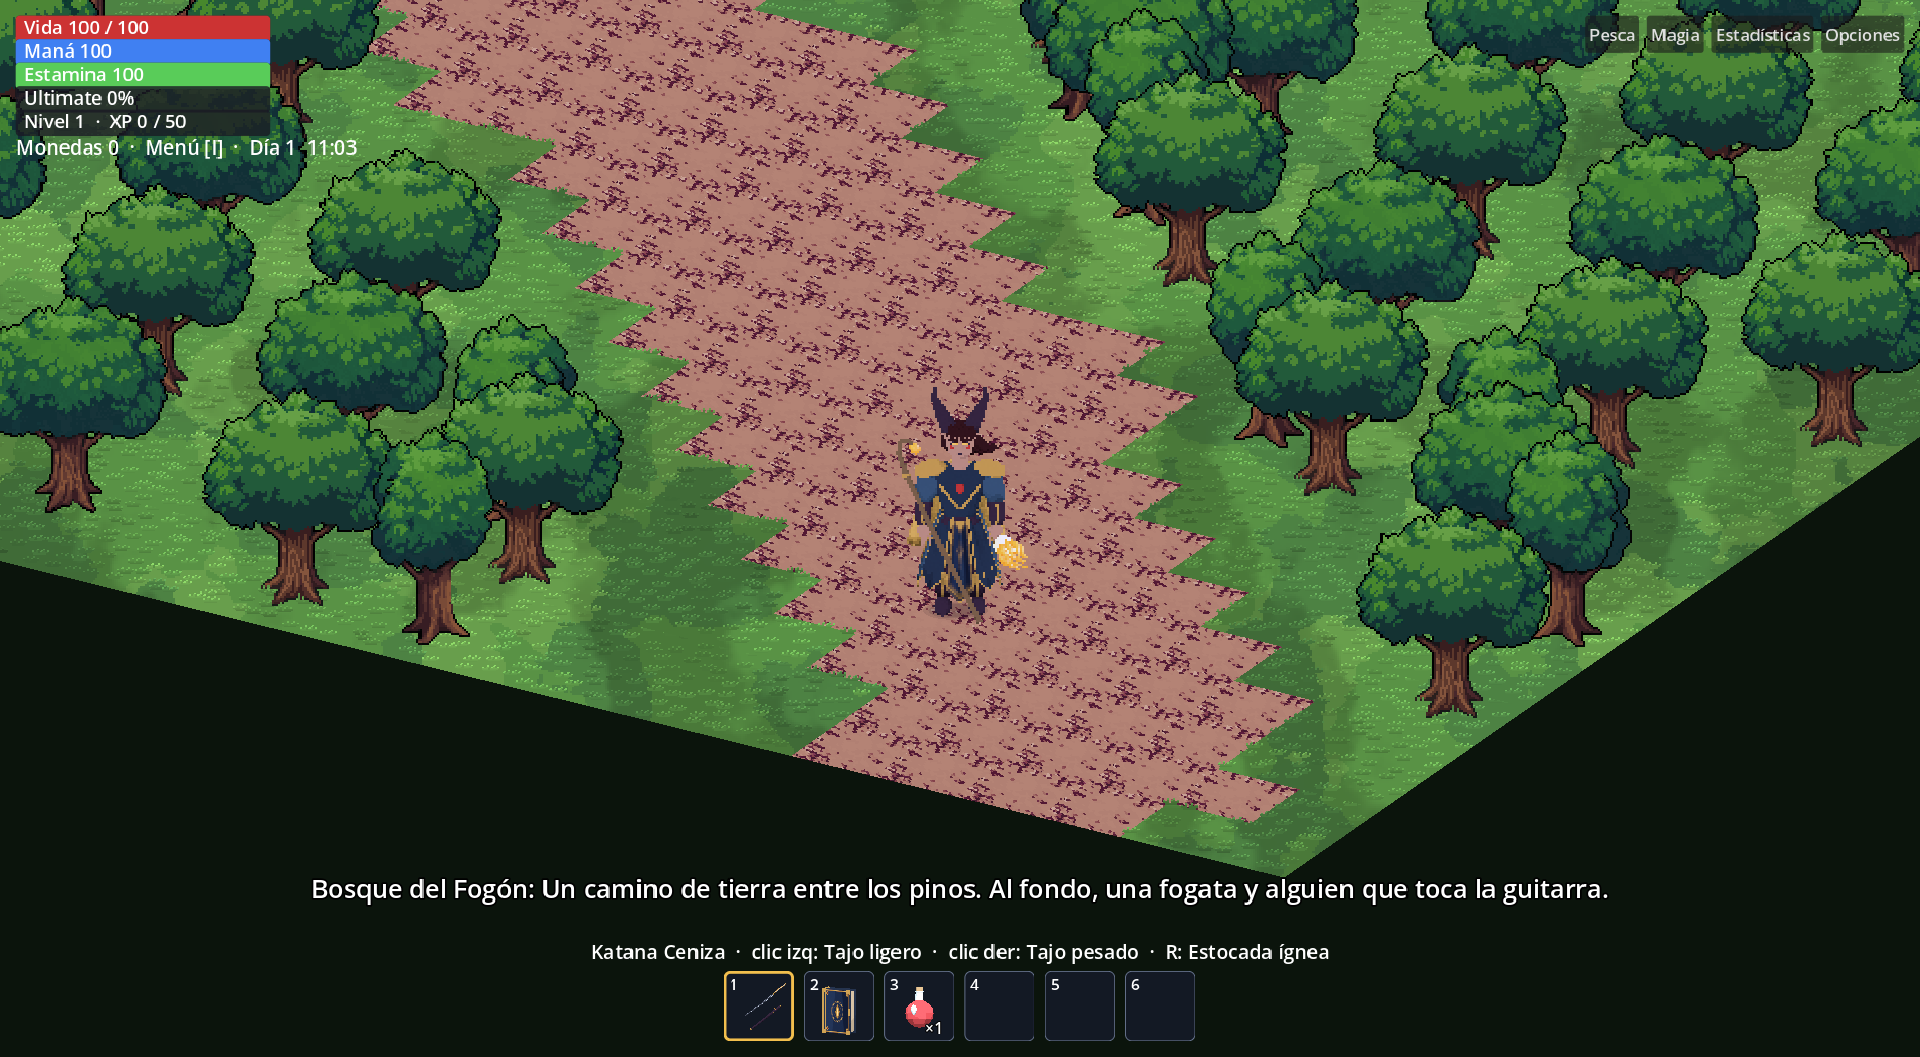 Vida 100 / 100
Maná 100
Estamina 100
Ultimate 0%
Nivel 1 · XP 0 / 50
Monedas 0 · Menú [I] · Día 1 11:03
Pesca Magia Estadísticas Opciones
Bosque del Fogón: Un camino de tierra entre los pinos. Al fondo, una fogata y alguien que toca la guitarra.
Katana Ceniza · clic izq: Tajo ligero · clic der: Tajo pesado · R: Estocada ígnea
1 2 3 4 5 6
×1